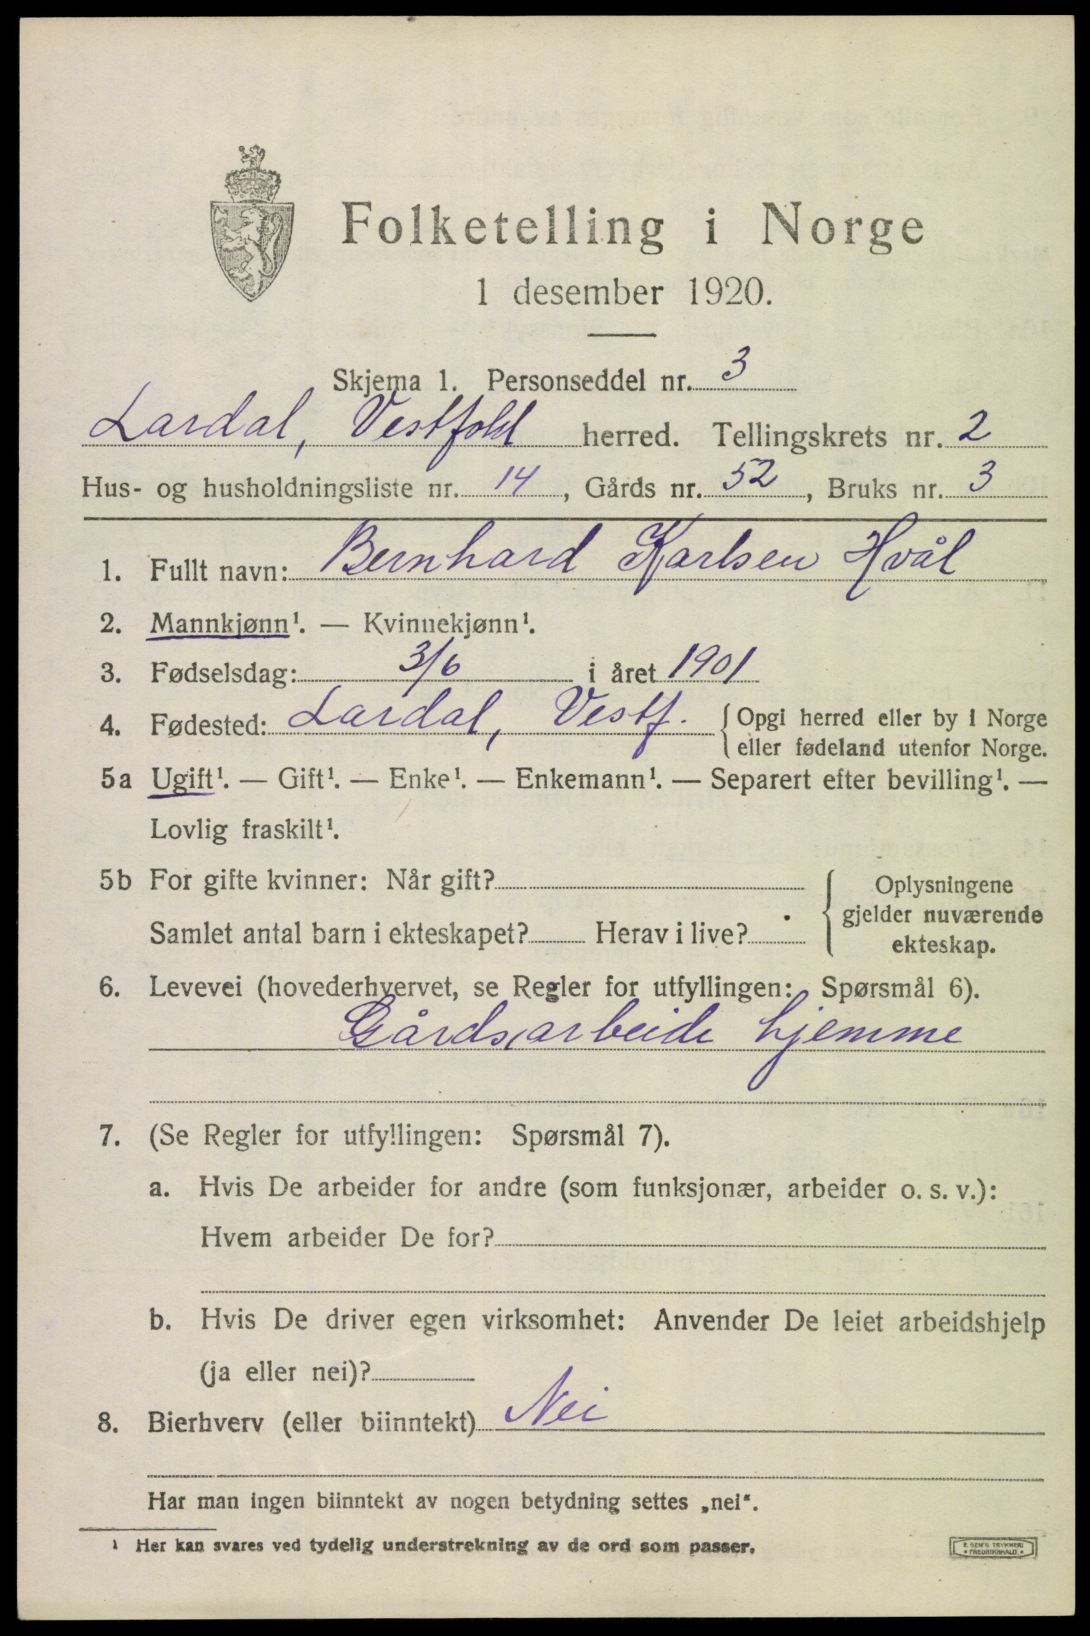 Folketelling i Norge
1 desember 1920.
Skjema 1. Personseddel nr. 3
Lardal, Vestfold herred. Tellingskrets nr. 2
Hus- og husholdningsliste nr. 14, Gårds nr. 52, Bruks nr. 3
1. Fullt navn: Bernhard Karlsen Hvål
2. Mannkjønn¹. — Kvinnekjønn¹.
3. Fødselsdag: 3/6 i året 1901
4. Fødested: Lardal, Vestf. {Opgi herred eller by i Norge
eller fødeland utenfor Norge.
5a Ugift¹. — Gift¹. — Enke¹. — Enkemann¹. — Separert efter bevilling¹. —
Lovlig fraskilt¹.
5b For gifte kvinner: Når gift?
Samlet antal barn i ekteskapet? Herav i live?
Oplysningene
gjelder nuværende
ekteskap.
6. Levevei (hovederhvervet, se Regler for utfyllingen: Spørsmål 6).
Gårdsarbeide hjemme
7. (Se Regler for utfyllingen: Spørsmål 7).
a. Hvis De arbeider for andre (som funksjonær, arbeider o. s. v.):
Hvem arbeider De for?
b. Hvis De driver egen virksomhet: Anvender De leiet arbeidshjelp
(ja eller nei)?
8. Bierhverv (eller biinntekt) Nei
Har man ingen biinntekt av nogen betydning settes „nei“.
¹ Her kan svares ved tydelig understrekning av de ord som passer.
E. SEM'S TRYKKERI
• FREDRIKSHALD •